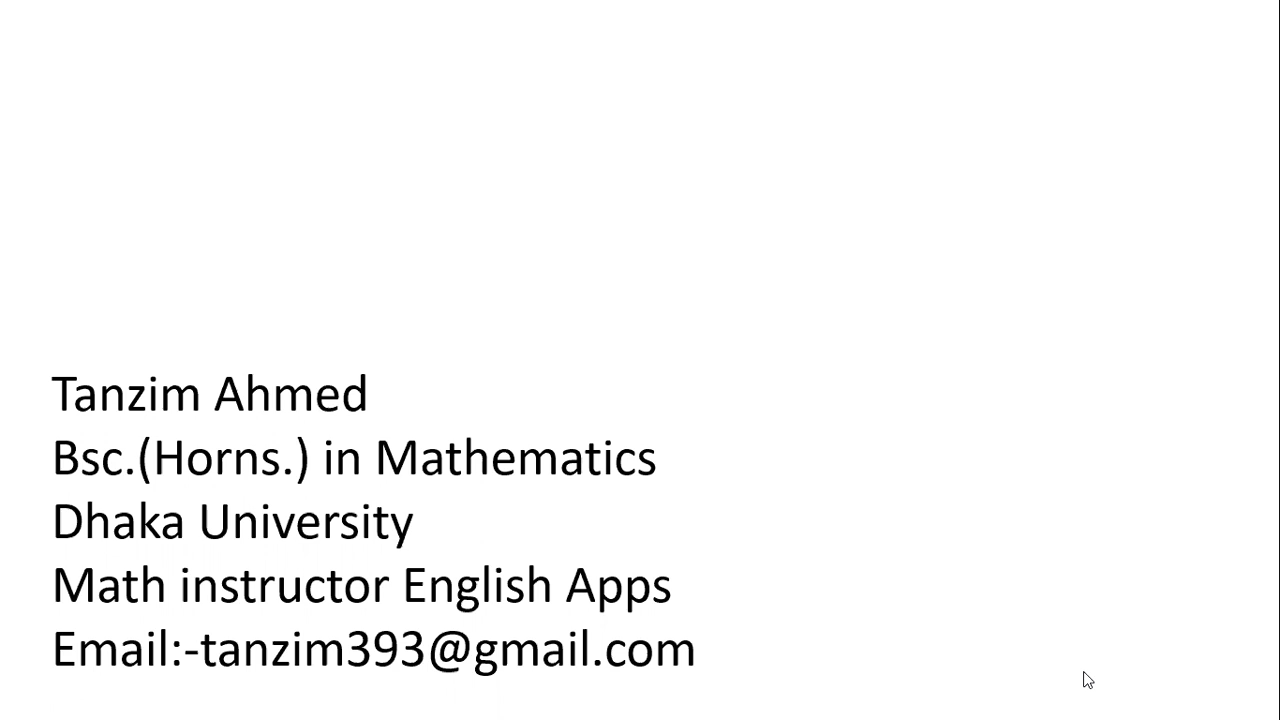 Tanzim Ahmed
Bsc.(Horns.) in Mathematics
Dhaka University
Math instructor English Apps
Email:-tanzim393@gmail.com